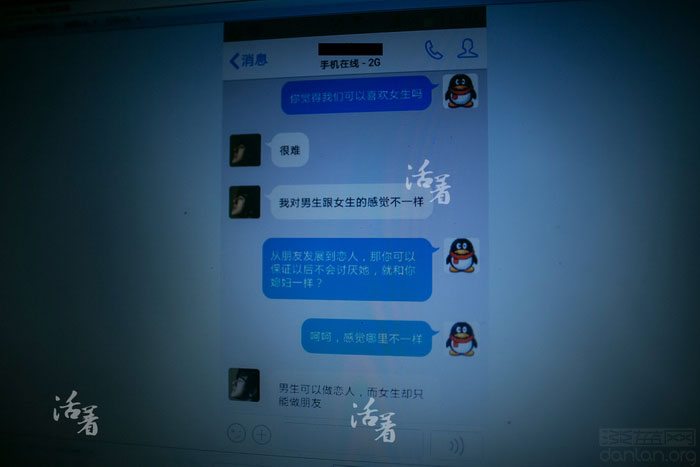 消息
手机在线 - 2G
你觉得我们可以喜欢女生吗
很难
我对男生跟女生的感觉不一样
从朋友发展到恋人，那你可以
保证以后不会讨厌她，就和你
媳妇一样？
呵呵，感觉哪里不一样
男生可以做恋人，而女生却只
能做朋友
活着
活着
活着
danlan.org